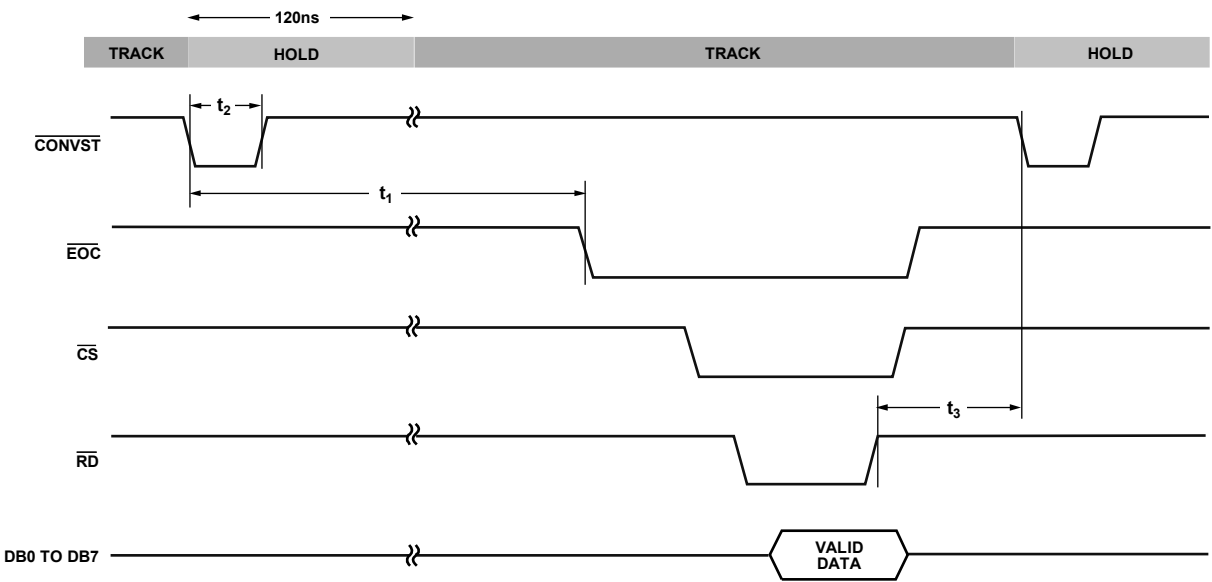 120ns
TRACK HOLD TRACK HOLD
t2
CONVST
t1
EOC
CS
t3
RD
DB0 TO DB7
VALID
DATA